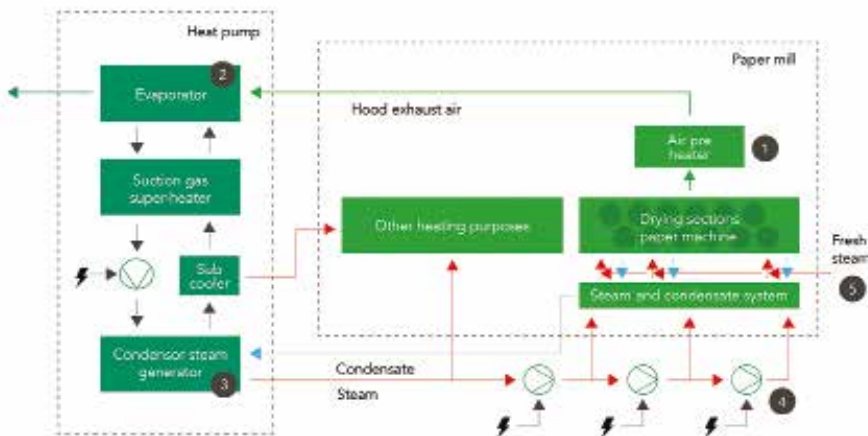 Heat pump
Paper mill
2
Evaporator
Hood exhaust air
Air pre
heater
1
Suction gas
super-heater
Other heating purposes
Drying sections
paper machine
Fresh
steam
Sub
cooler
5
Steam and condensate system
Condensor steam
generator
3
Condensate
Steam
4